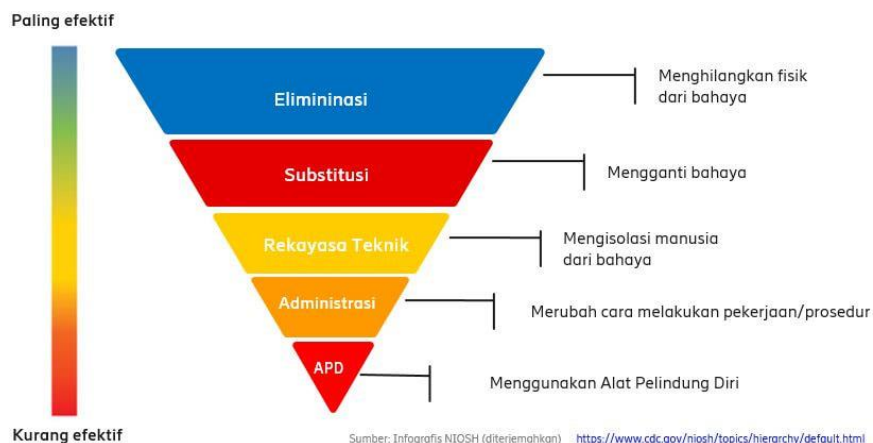 Paling efektif
Elimininasi
Menghilangkan fisik
dari bahaya
Substitusi
Mengganti bahaya
Rekayasa Teknik
Mengisolasi manusia
dari bahaya
Administrasi
Merubah cara melakukan pekerjaan/prosedur
APD
Menggunakan Alat Pelindung Diri
Kurang efektif
Sumber: Infografis NIOSH (diterjemahkan) https://www.cdc.gov/niosh/topics/hierarchy/default.html